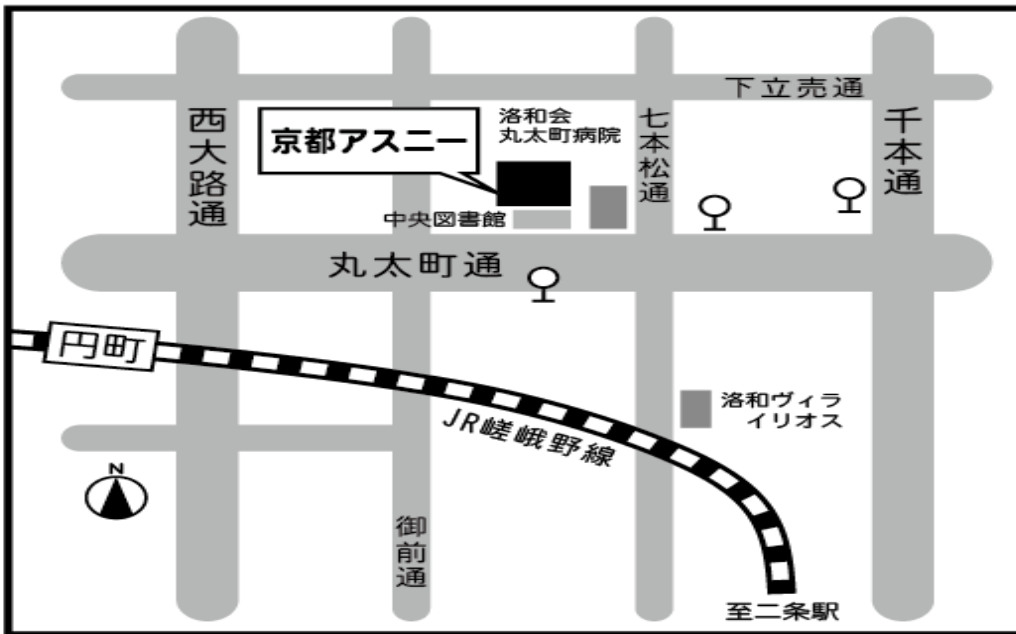 下立売通
西大路通
京都アスニー
洛和会
丸太町病院
七本松通
千本通
中央図書館
丸太町通
円町
JR嵯峨野線
洛和ヴィラ
イリオス
N
御前通
至二条駅